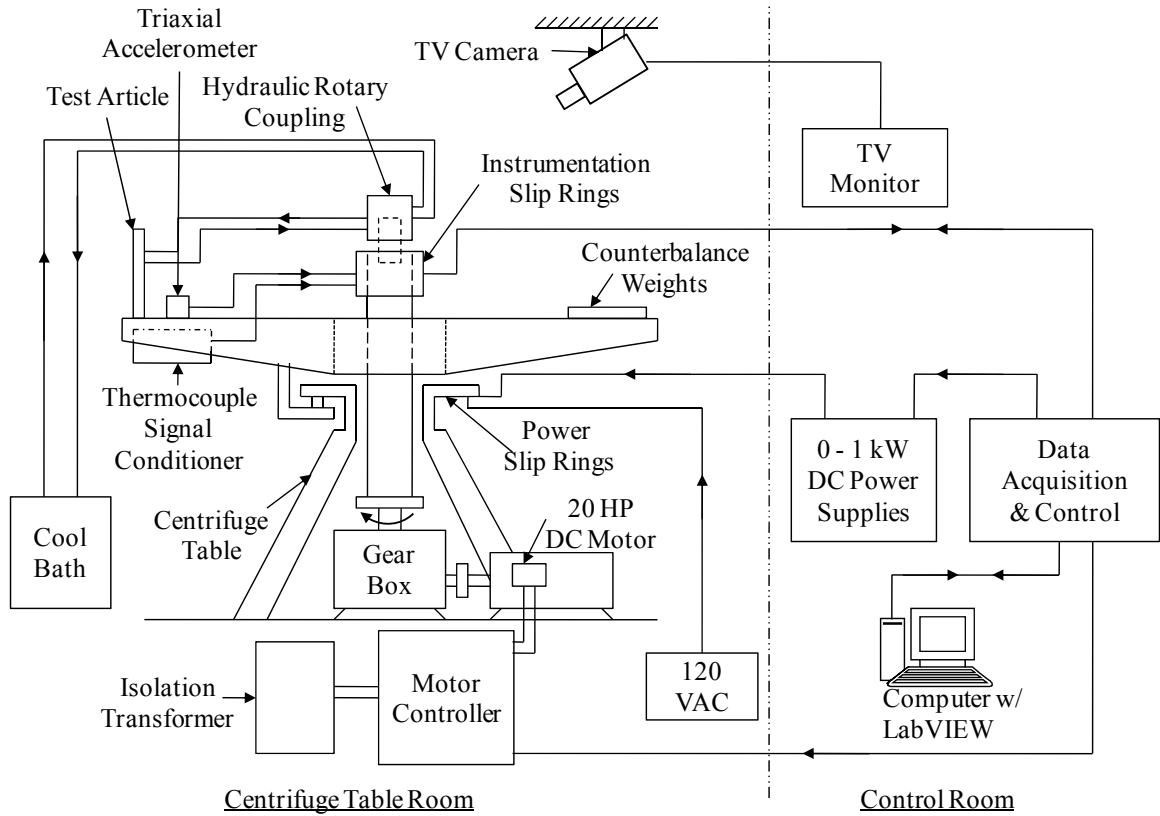 Triaxial
Accelerometer
TV Camera
Test Article
Hydraulic Rotary
Coupling
Instrumentation
Slip Rings
TV
Monitor
Counterbalance
Weights
Thermocouple
Signal
Conditioner
Power
Slip Rings
0 - 1 kW
DC Power
Supplies
Data
Acquisition
& Control
Cool
Bath
Centrifuge
Table
Gear
Box
20 HP
DC Motor
Isolation
Transformer
Motor
Controller
120
VAC
Computer w/
LabVIEW
Centrifuge Table Room
Control Room